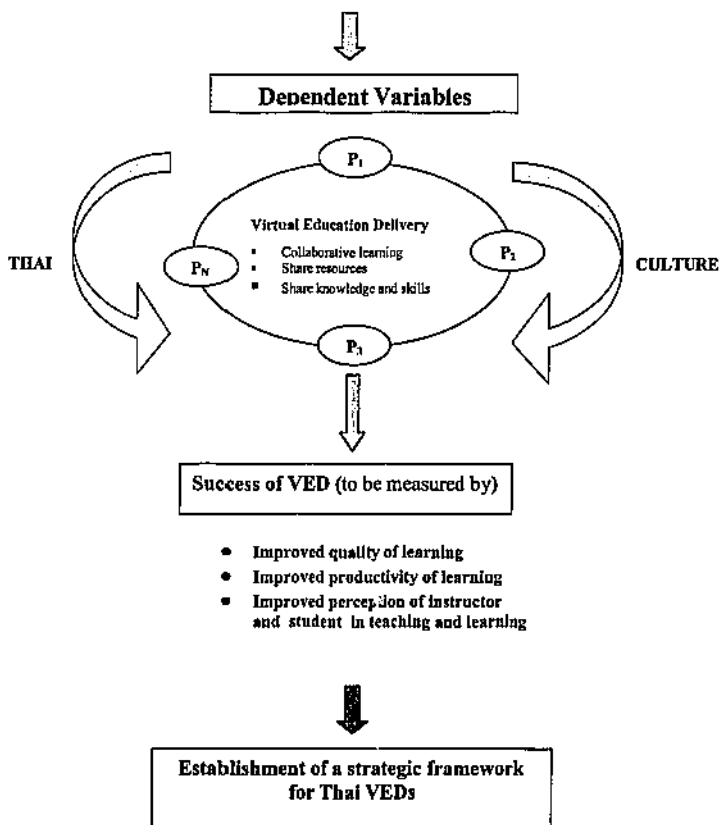 Dependent Variables
P₁
Virtual Education Delivery
▪ Collaborative learning
▪ Share resources
▪ Share knowledge and skills
THAI
Pₙ
P₂
CULTURE
P₃
Success of VED (to be measured by)
● Improved quality of learning
● Improved productivity of learning
● Improved perception of instructor
and student in teaching and learning
Establishment of a strategic framework
for Thai VEDs